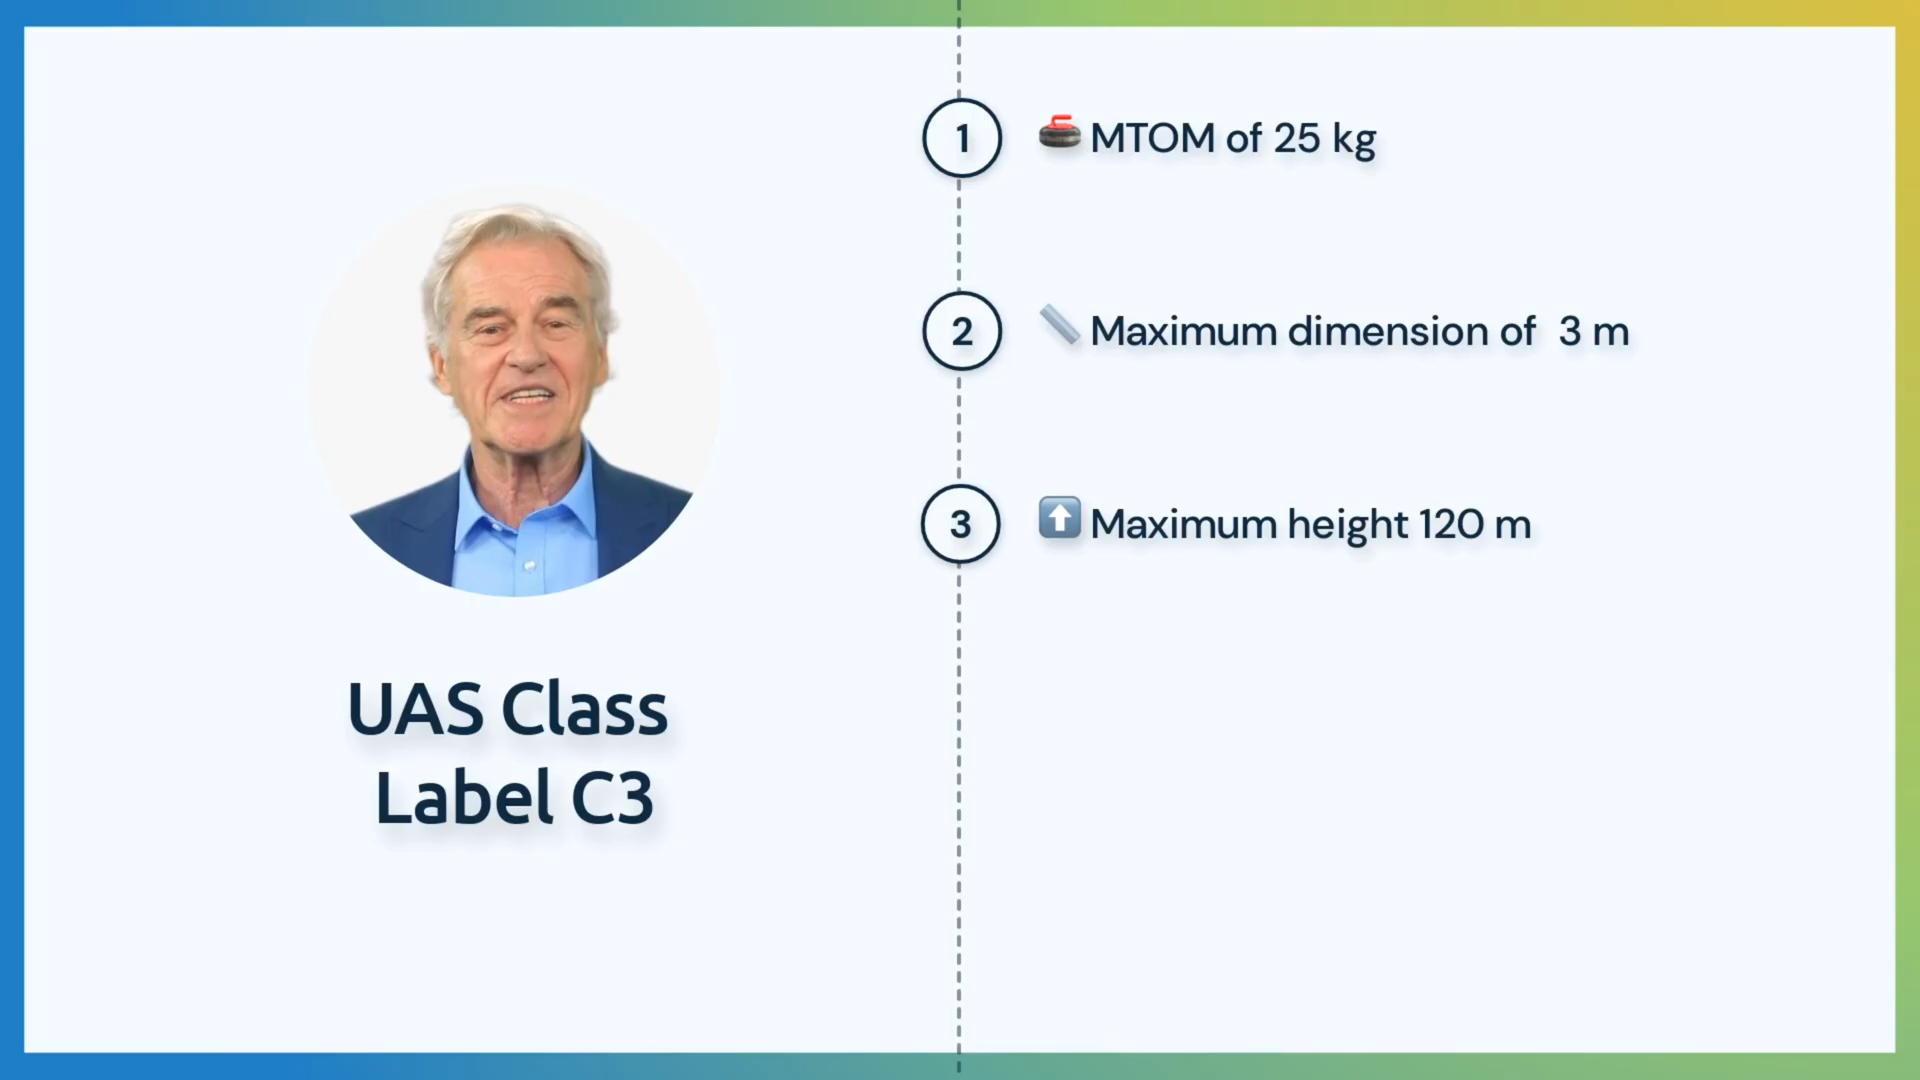 UAS Class
Label C3
1
MTOM of 25 kg
2
Maximum dimension of 3 m
3
Maximum height 120 m